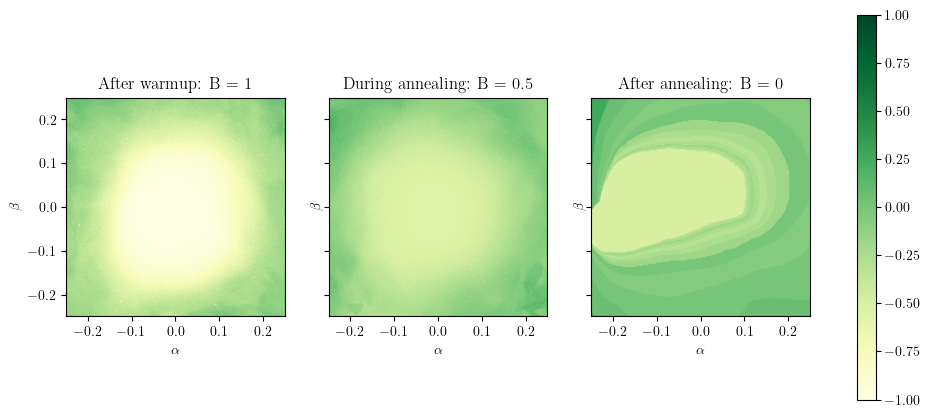 After warmup: B = 1
During annealing: B = 0.5
After annealing: B = 0
β
0.2
0.1
0.0
−0.1
−0.2
−0.2 −0.1 0.0 0.1 0.2
α
β
−0.2 −0.1 0.0 0.1 0.2
α
β
−0.2 −0.1 0.0 0.1 0.2
α
1.00
0.75
0.50
0.25
0.00
−0.25
−0.50
−0.75
−1.00